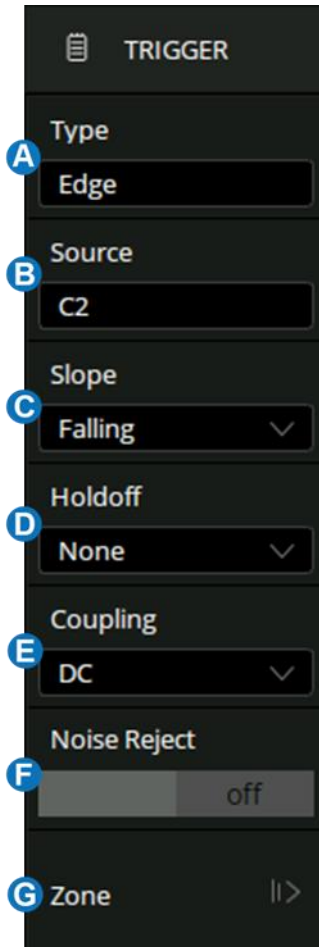 TRIGGER
Type
A
Edge
Source
B
C2
Slope
C
Falling
Holdoff
D
None
Coupling
E
DC
Noise Reject
F
off
G Zone